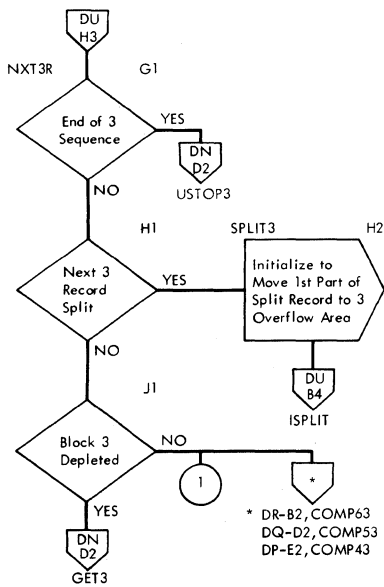 DU
H3
NXT3R
G1
End of 3
Sequence
YES
DN
D2
USTOP3
NO
H1
SPLIT3
H2
Next 3
Record
Split
YES
Initialize to
Move 1st Part of
Split Record to 3
Overflow Area
NO
DU
B4
ISPLIT
J1
Block 3
Depleted
NO
1
*
YES
DN
D2
GET3
* DR-B2, COMP63
DQ-D2, COMP53
DP-E2, COMP43